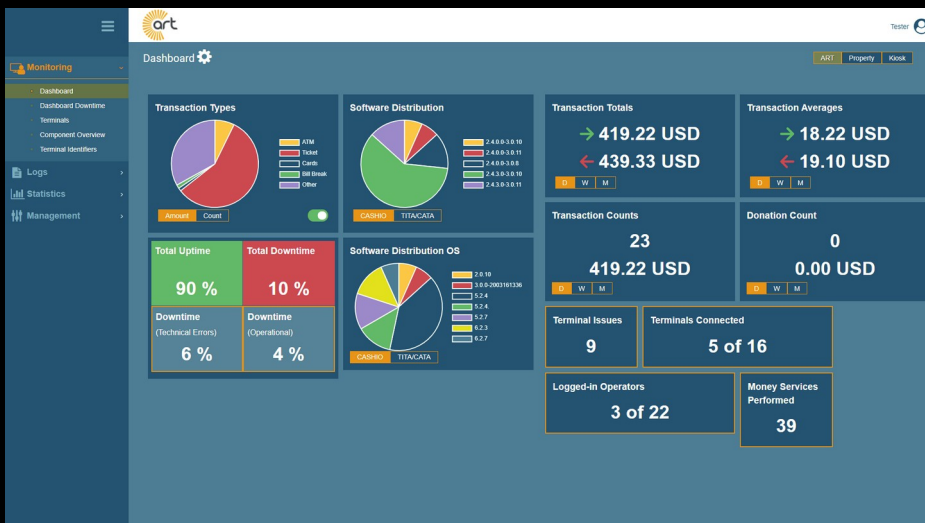 art
Tester
Dashboard
ART Property Kiosk
Monitoring -
Dashboard
Dashboard Downtime
Terminals
Component Overview
Terminal Identifiers
Logs
Statistics
Management
Transaction Types
ATM
Ticket
Cards
Bill Break
Other
Amount Count
Software Distribution
2.4.0.0-3.0.10
2.4.0.0-3.0.11
2.4.3.0-3.0.10
2.4.3.0-3.0.11
CASHIO TITA/CATA
Total Uptime
90 %
Total Downtime
10 %
Downtime
(Technical Errors)
6 %
Downtime
(Operational)
4 %
Software Distribution OS
2.0.10
3.0.0-2003161336
5.2.4
5.2.4.
5.2.7
6.2.3
6.2.7
CASHIO TITA/CATA
Transaction Totals
→ 419.22 USD
← 439.33 USD
D W M
Transaction Averages
→ 18.22 USD
← 19.10 USD
D W M
Transaction Counts
23
419.22 USD
D W M
Donation Count
0
0.00 USD
D W M
Terminal Issues
9
Terminals Connected
5 of 16
Logged-in Operators
3 of 22
Money Services
Performed
39